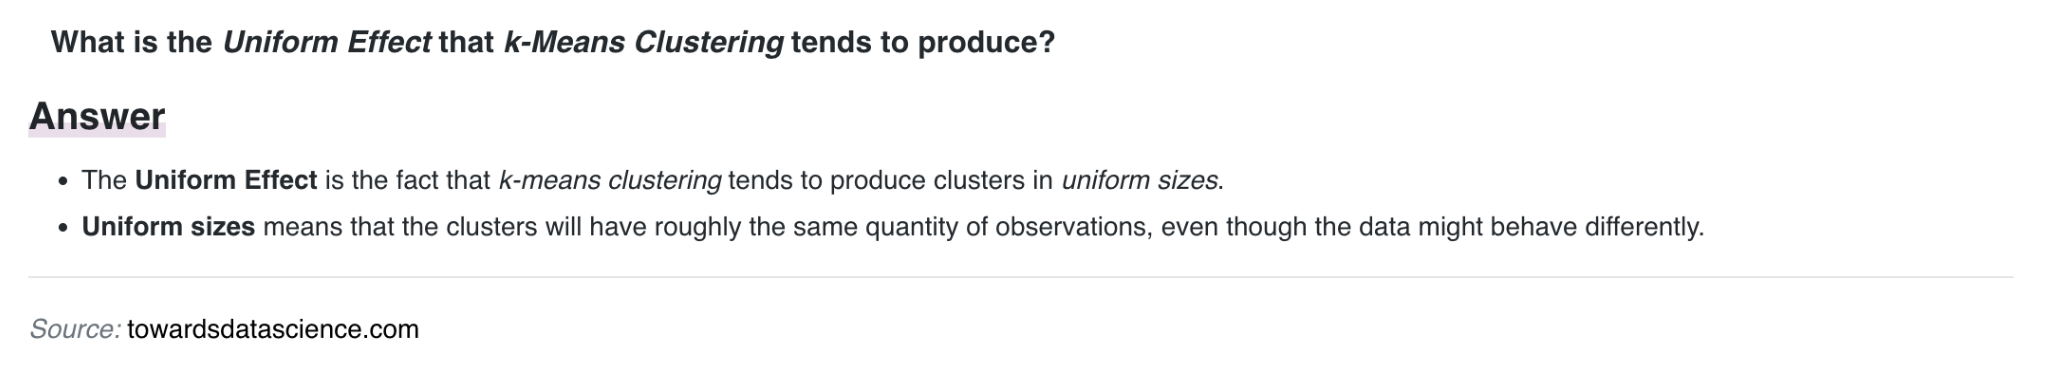 What is the Uniform Effect that k-Means Clustering tends to produce?
Answer
• The Uniform Effect is the fact that k-means clustering tends to produce clusters in uniform sizes.
• Uniform sizes means that the clusters will have roughly the same quantity of observations, even though the data might behave differently.
Source: towardsdatascience.com